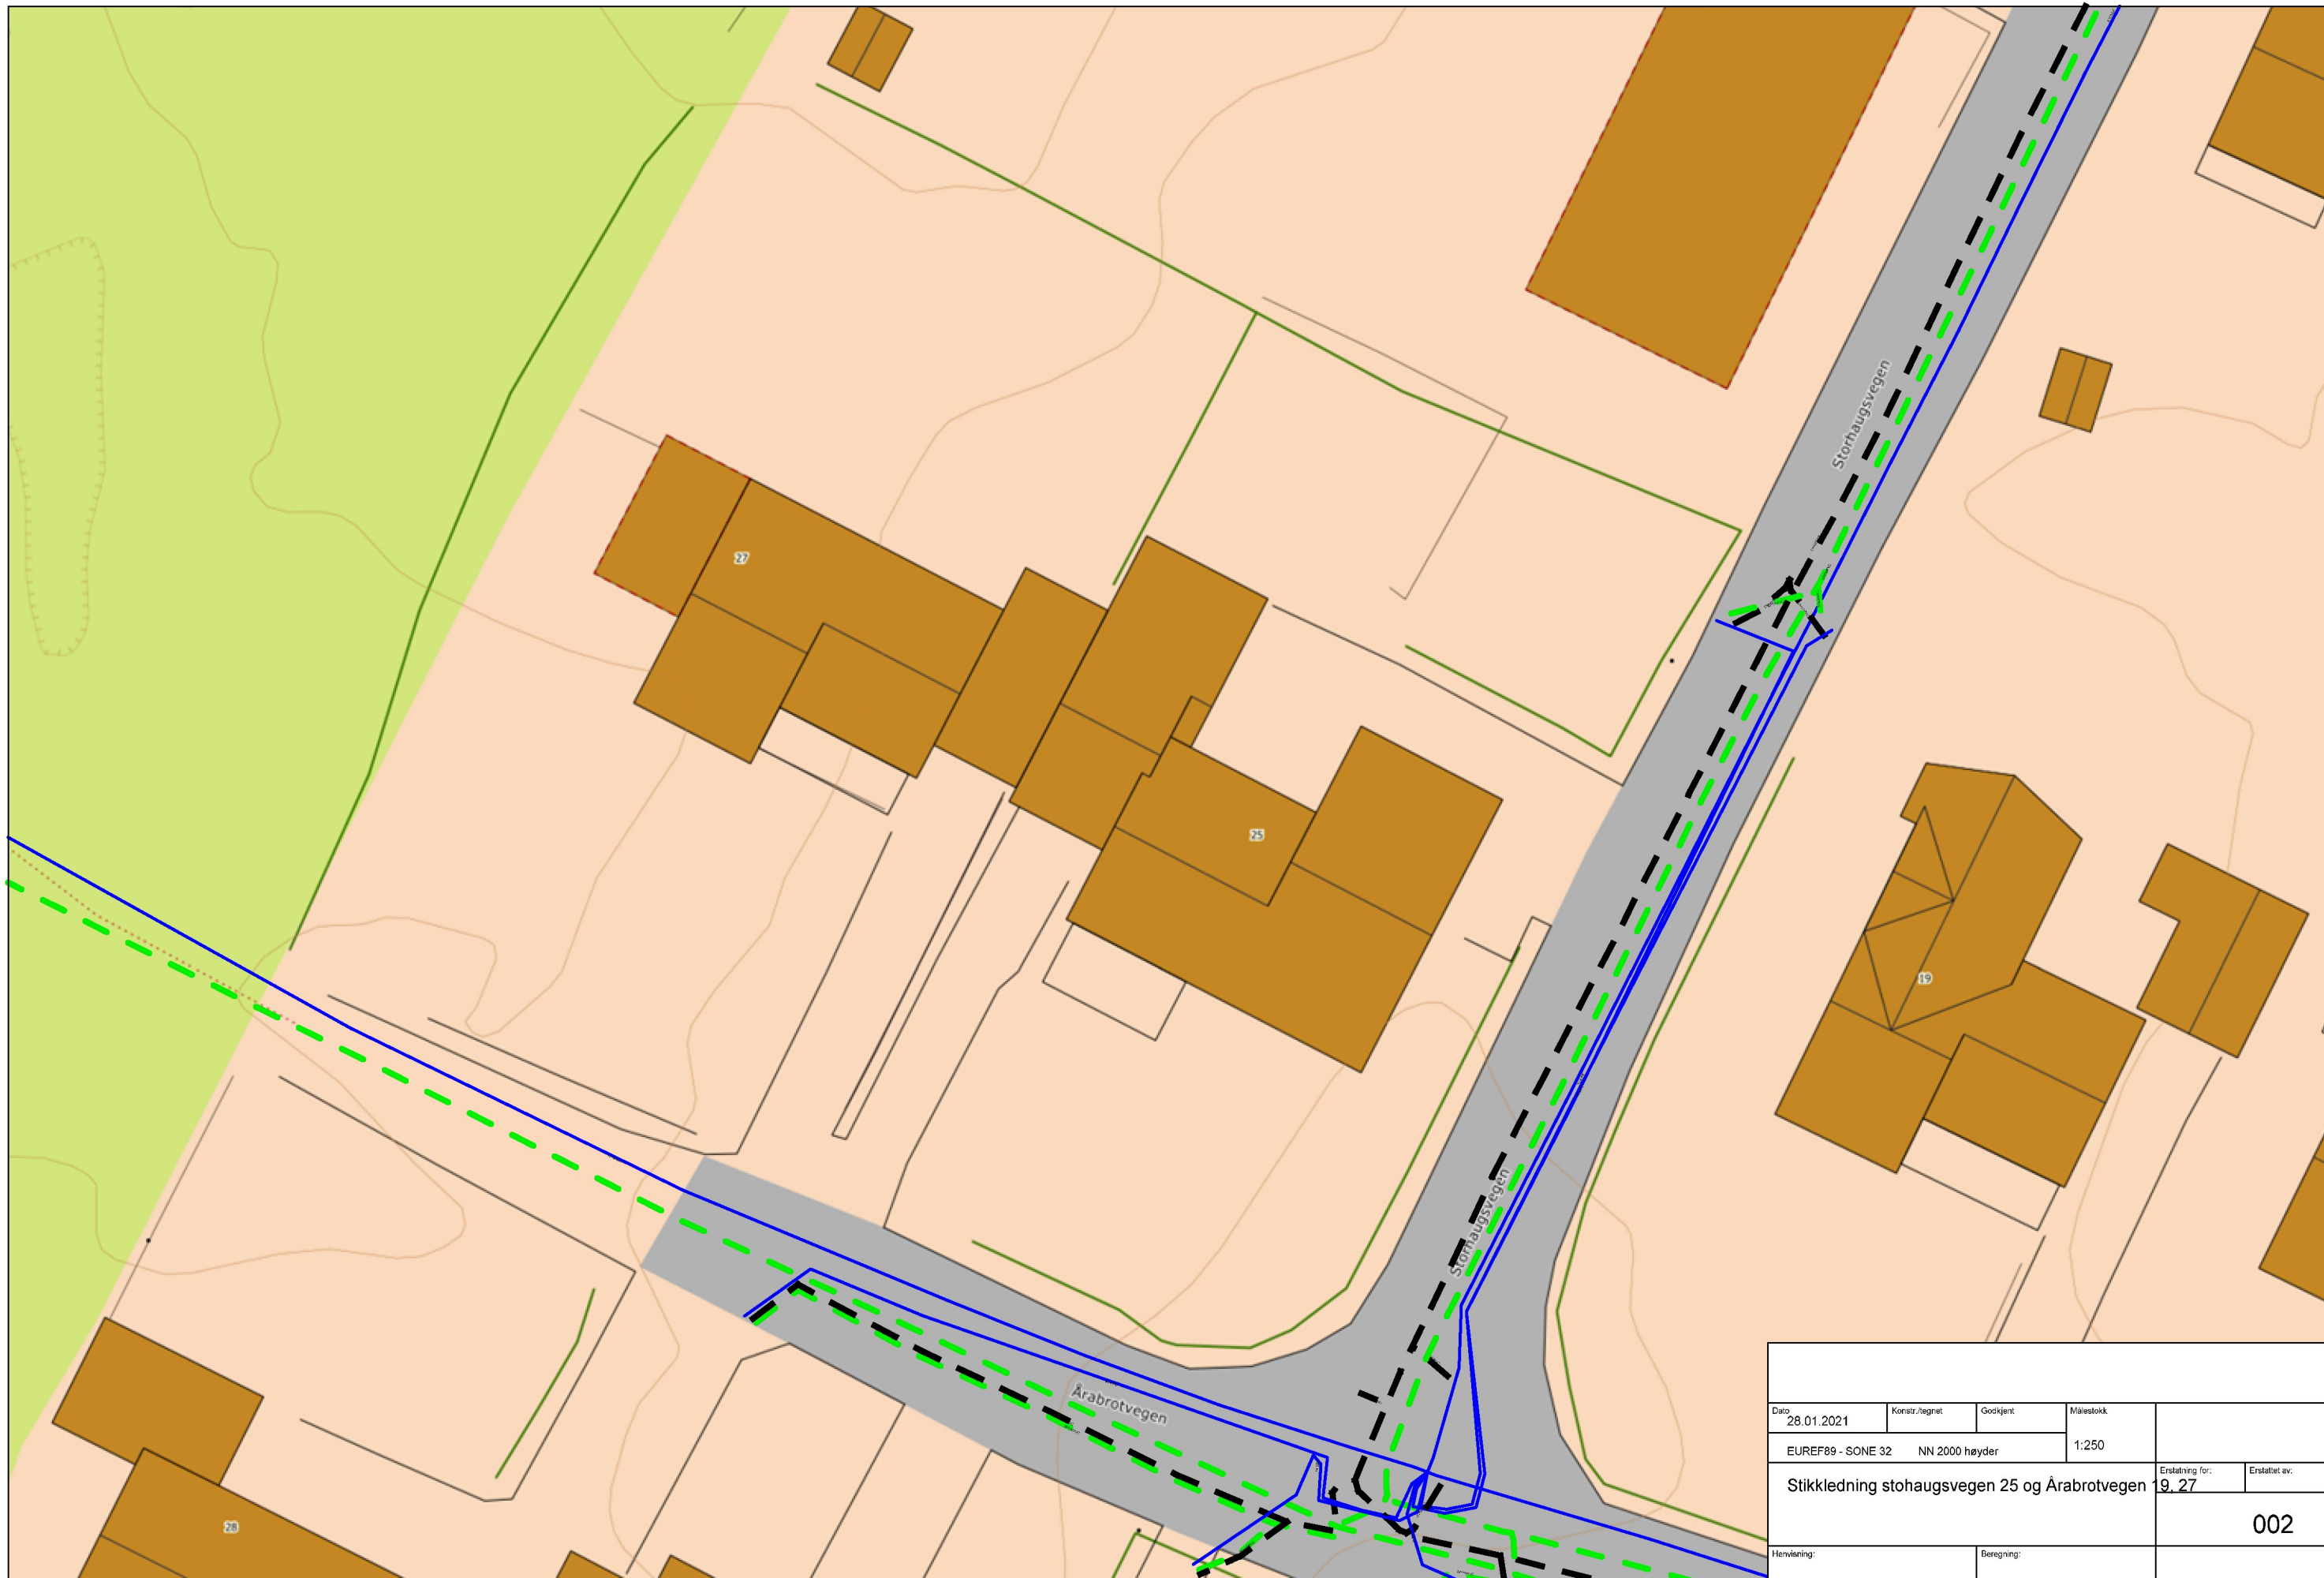 Storhaugsvegen
27
25
19
Storhaugsvegen
Årabrotvegen
28
Dato
28.01.2021
Konstr./tegnet
Godkjent
Målestokk
1:250
EUREF89 - SONE 32 NN 2000 høyder
Stikkledning stohaugsvegen 25 og Årabrotvegen 19, 27
Erstatning for:
Erstattet av:
002
Henvisning:
Beregning: